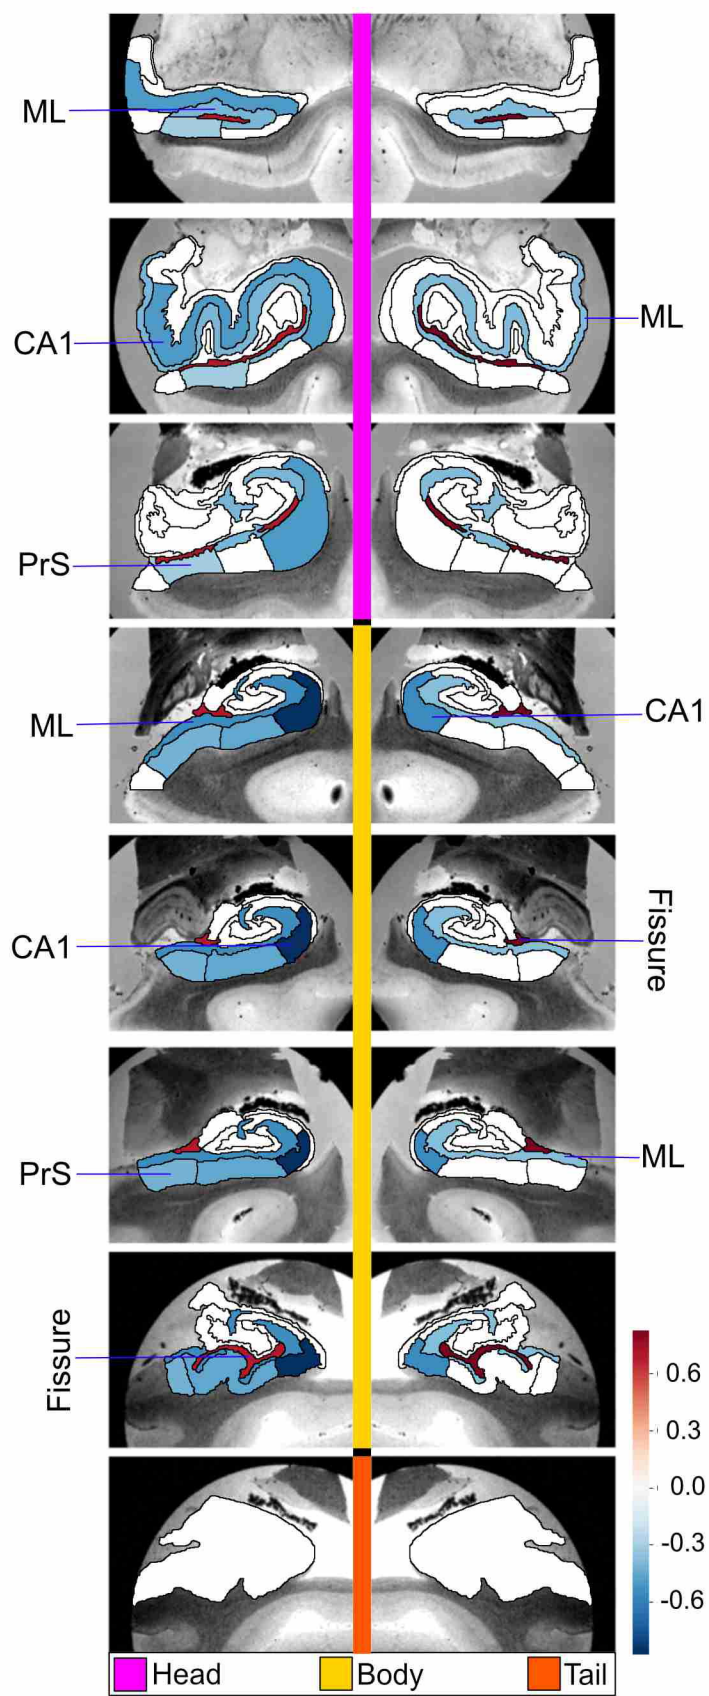 ML
CA1
ML
PrS
ML
CA1
CA1
Fissure
PrS
ML
Fissure
0.6
0.3
0.0
-0.3
-0.6
Head
Body
Tail